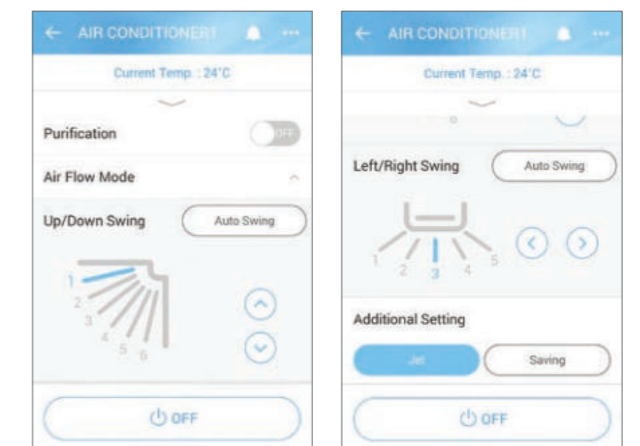 AIR CONDITIONER1
Current Temp. : 24°C
Purification
OFF
Air Flow Mode
Up/Down Swing
Auto Swing
1
2
3
4
5
6
OFF
AIR CONDITIONER1
Current Temp. : 24°C
6
Left/Right Swing
Auto Swing
1
2
3
4
5
Additional Setting
Jet
Saving
OFF